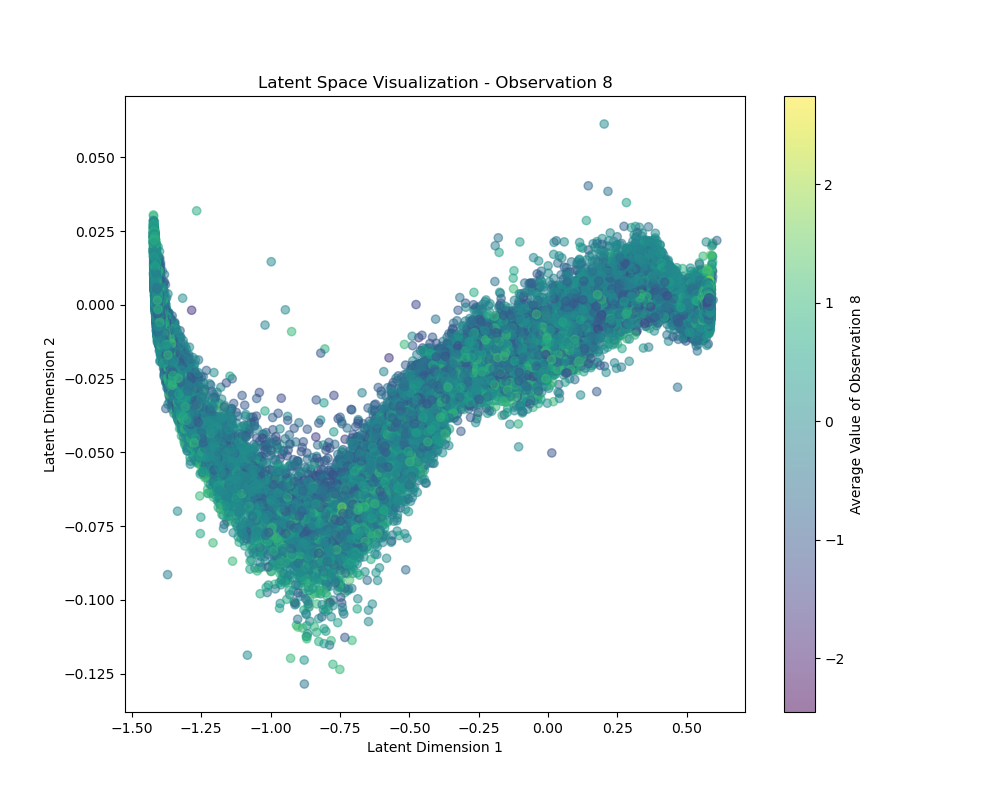 Latent Space Visualization - Observation 8
0.050
0.025
0.000
−0.025
−0.050
−0.075
−0.100
−0.125
Latent Dimension 2
−1.50 −1.25 −1.00 −0.75 −0.50 −0.25 0.00 0.25 0.50
Latent Dimension 1
2
1
0
−1
−2
Average Value of Observation 8